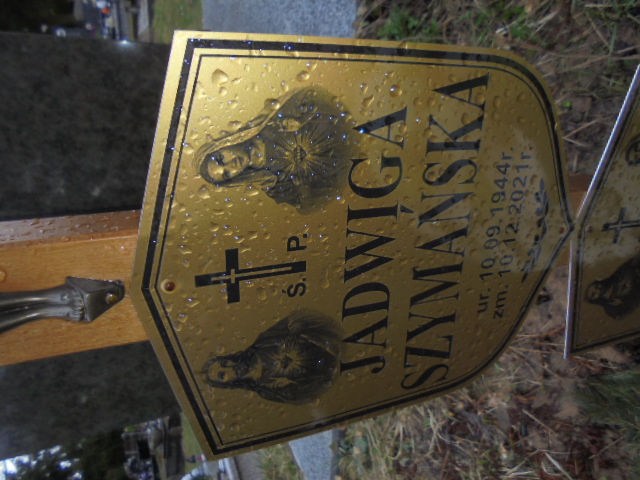 Ś. P.
JADWIGA
SZYMAŃSKA
ur. 10.09.1944r.
zm. 10.12.2021r.